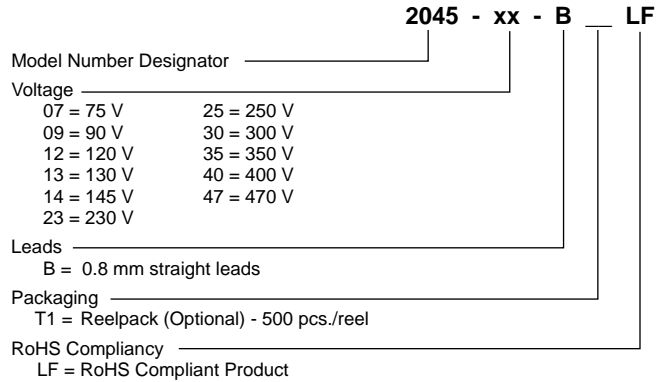 2045 - xx - B __ LF
Model Number Designator
Voltage
07 = 75 V 25 = 250 V
09 = 90 V 30 = 300 V
12 = 120 V 35 = 350 V
13 = 130 V 40 = 400 V
14 = 145 V 47 = 470 V
23 = 230 V
Leads
B = 0.8 mm straight leads
Packaging
T1 = Reelpack (Optional) - 500 pcs./reel
RoHS Compliancy
LF = RoHS Compliant Product